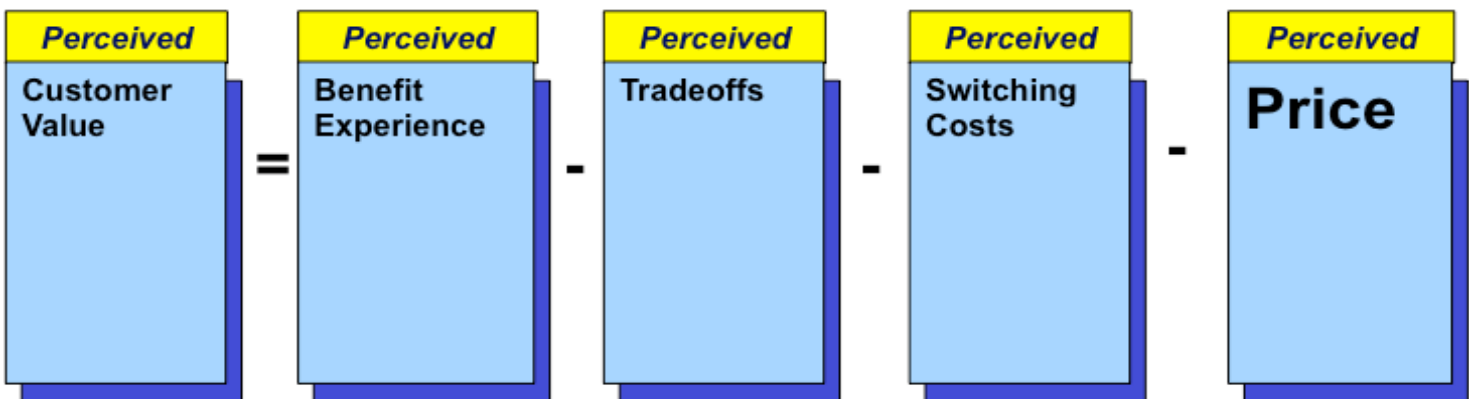 Perceived
Customer
Value
=
Perceived
Benefit
Experience
-
Perceived
Tradeoffs
-
Perceived
Switching
Costs
-
Perceived
Price